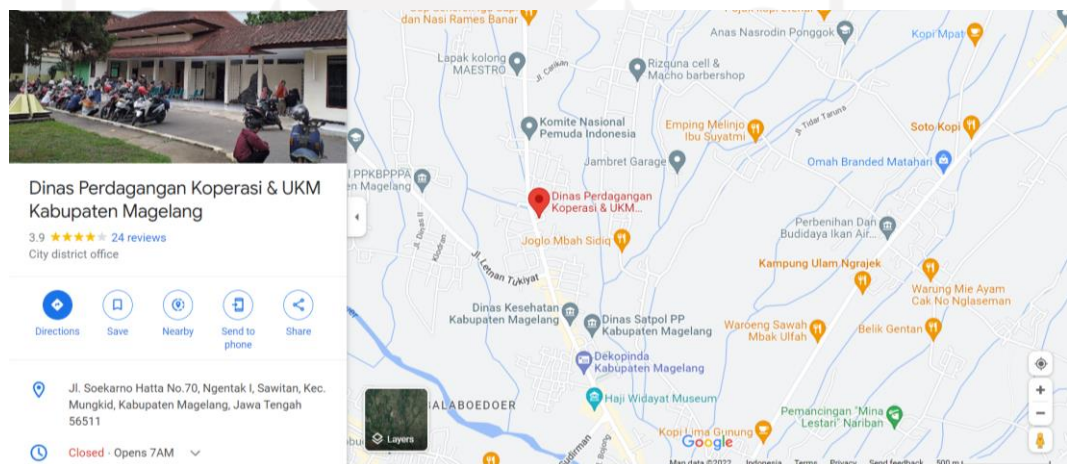 Dinas Perdagangan Koperasi & UKM
Kabupaten Magelang
3.9
24 reviews
City district office
Directions
Save
Nearby
Send to
phone
Share
Jl. Soekarno Hatta No.70, Ngentak I, Sawitan, Kec.
Mungkid, Kabupaten Magelang, Jawa Tengah
56511
Closed · Opens 7AM
dan Nasi Rames Banar
Anas Nasrodin Ponggok
Kopi Mpat
Lapak kolong
MAESTRO
Jl. Carikan
Rizquna cell &
Macho barbershop
Komite Nasional
Pemuda Indonesia
Emping Melinjo
Ibu Suyatmi
Jl. Tidar Taruna
Soto Kopi
Jambret Garage
Omah Branded Matahari
PPKBPPPA
en Magelang
Dinas Perdagangan
Koperasi & UKM...
Perbenihan Dan
Budidaya Ikan Air...
Joglo Mbah Sidiq
Klodran
Jl. Letnan Tukiyat
Kampung Ulam Ngrajek
Warung Mie Ayam
Cak No Nglaseman
Dinas Kesehatan
Kabupaten Magelang
Dinas Satpol PP
Kabupaten Magelang
Waroeng Sawah
Mbak Ulfah
Belik Gentan
Dekopinda
Kabupaten Magelang
Haji Widayat Museum
ALABOEDOER
Layers
Pemancingan "Mina
Lestari" Nariban
Kopi Lima Gunung
Google
Sudirman
Jl. Bojong
Map data ©2022 Indonesia Terms Privacy Send feedback 500 m